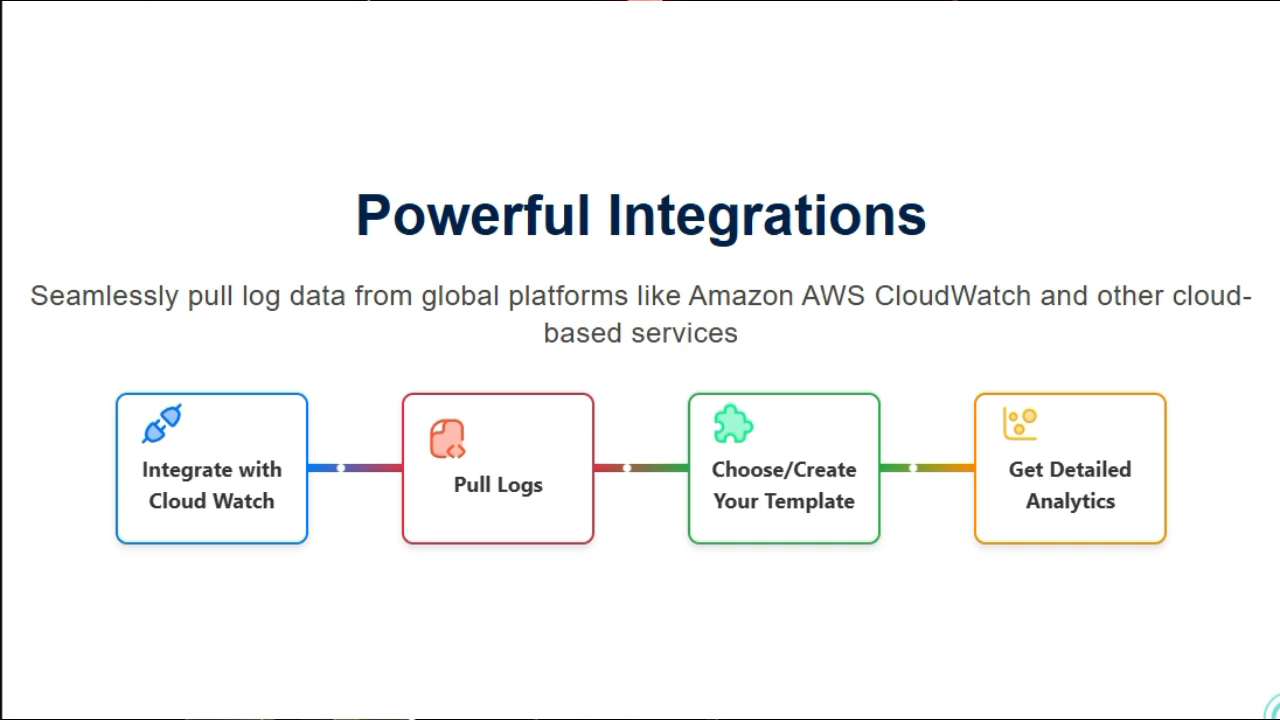 Powerful Integrations
Seamlessly pull log data from global platforms like Amazon AWS CloudWatch and other cloud-
based services
Integrate with
Cloud Watch
Pull Logs
Choose/Create
Your Template
Get Detailed
Analytics